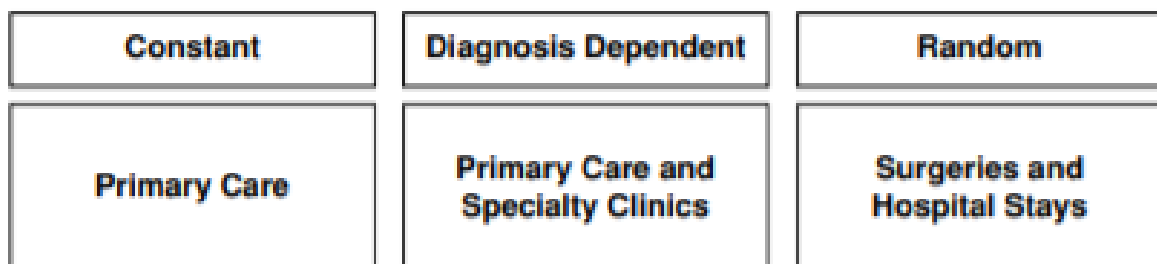 Constant
Diagnosis Dependent
Random
Primary Care
Primary Care and
Specialty Clinics
Surgeries and
Hospital Stays